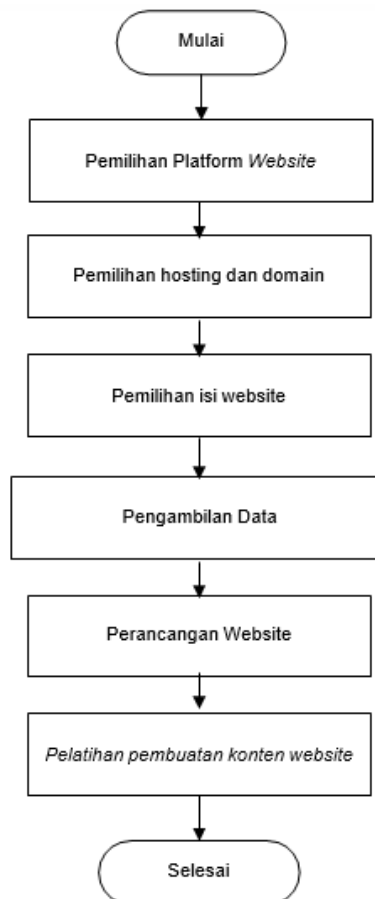 Mulai
Pemilihan Platform Website
Pemilihan hosting dan domain
Pemilihan isi website
Pengambilan Data
Perancangan Website
Pelatihan pembuatan konten website
Selesai